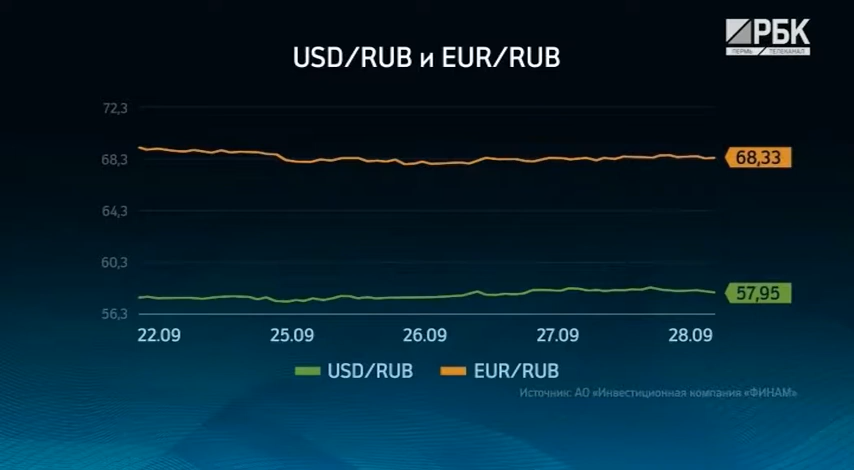 РБК
ПЕРМЬ ТЕЛЕКАНАЛ
USD/RUB и EUR/RUB
72,3
68,3
68,33
64,3
60,3
57,95
56,3
22.09 25.09 26.09 27.09 28.09
USD/RUB EUR/RUB
Источник: АО «Инвестиционная компания «ФИНАМ»